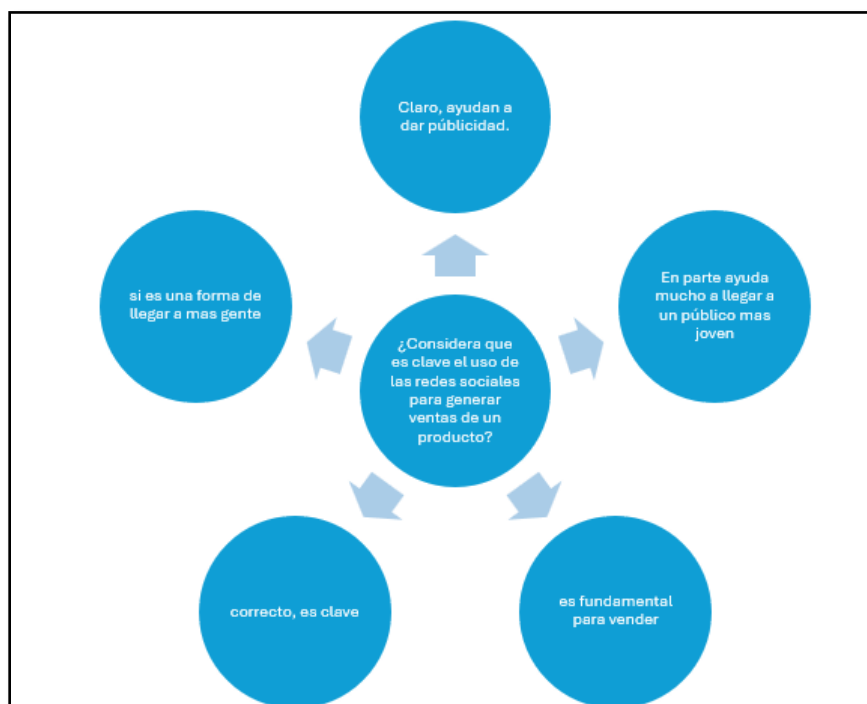 Claro, ayudan a
dar públicidad.
si es una forma de
llegar a mas gente
En parte ayuda
mucho a llegar a
un público mas
joven
¿Considera que
es clave el uso de
las redes sociales
para generar
ventas de un
producto?
correcto, es clave
es fundamental
para vender